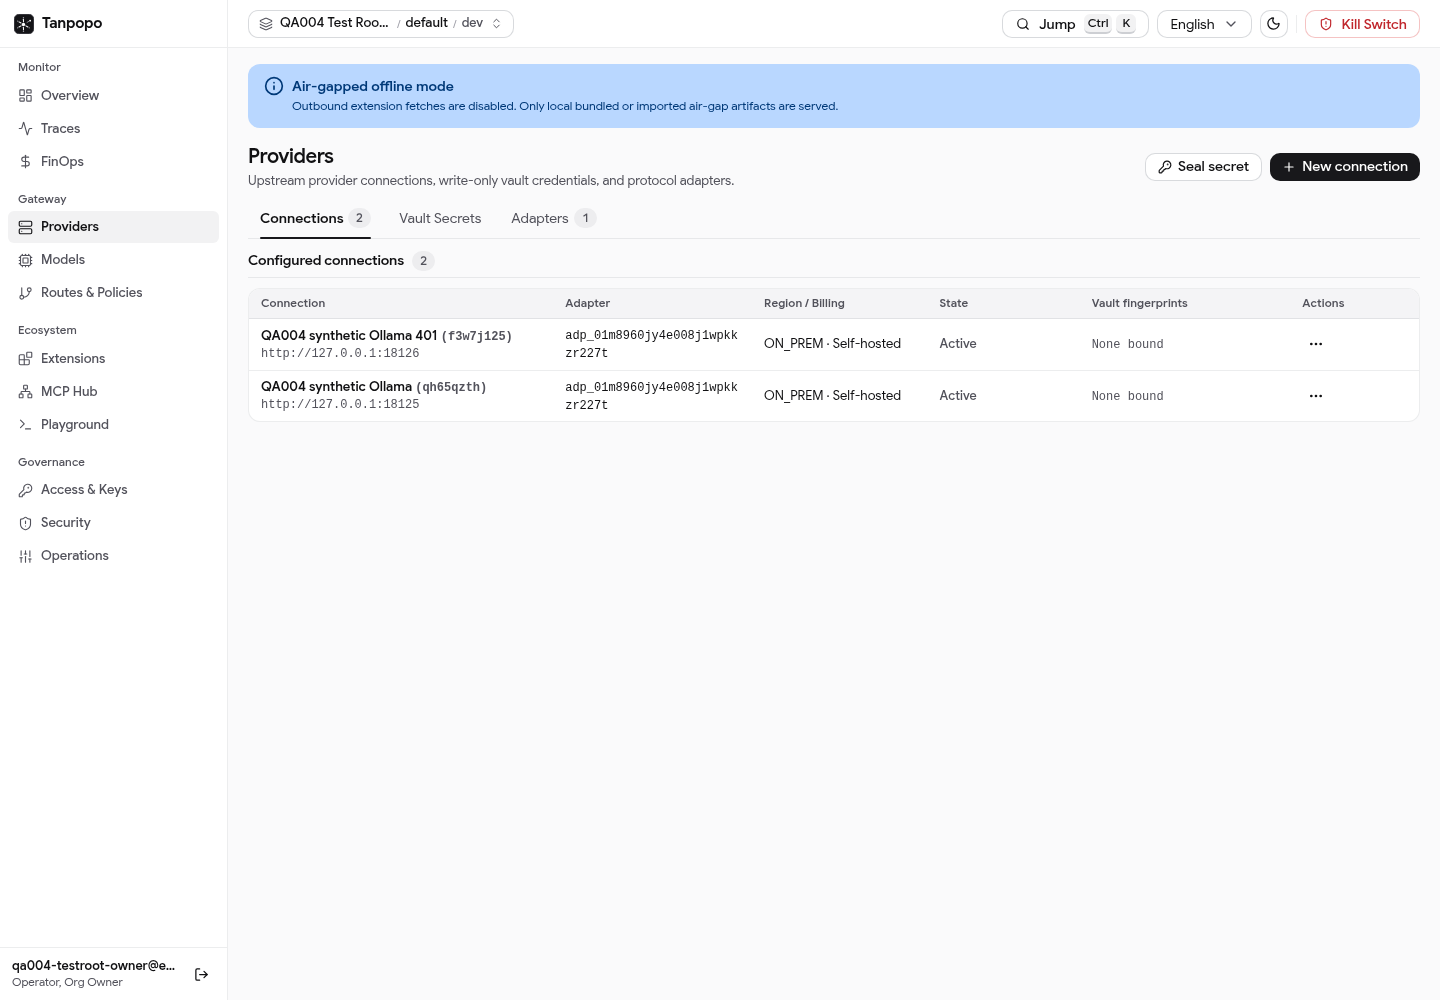 Tanpopo
QA004 Test Roo... / default / dev
Jump Ctrl K
English
Kill Switch
Monitor
Overview
Traces
FinOps
Gateway
Providers
Models
Routes & Policies
Ecosystem
Extensions
MCP Hub
Playground
Governance
Access & Keys
Security
Operations
qa004-testroot-owner@e...
Operator, Org Owner
Air-gapped offline mode
Outbound extension fetches are disabled. Only local bundled or imported air-gap artifacts are served.
Providers
Upstream provider connections, write-only vault credentials, and protocol adapters.
Seal secret
New connection
Connections 2 Vault Secrets Adapters 1
Configured connections 2
Connection Adapter Region / Billing State Vault fingerprints Actions
QA004 synthetic Ollama 401 (f3w7j125)
http://127.0.0.1:18126
adp_01m8960jy4e008j1wpkk
zr227t
ON_PREM · Self-hosted
Active
None bound
QA004 synthetic Ollama (qh65qzth)
http://127.0.0.1:18125
adp_01m8960jy4e008j1wpkk
zr227t
ON_PREM · Self-hosted
Active
None bound